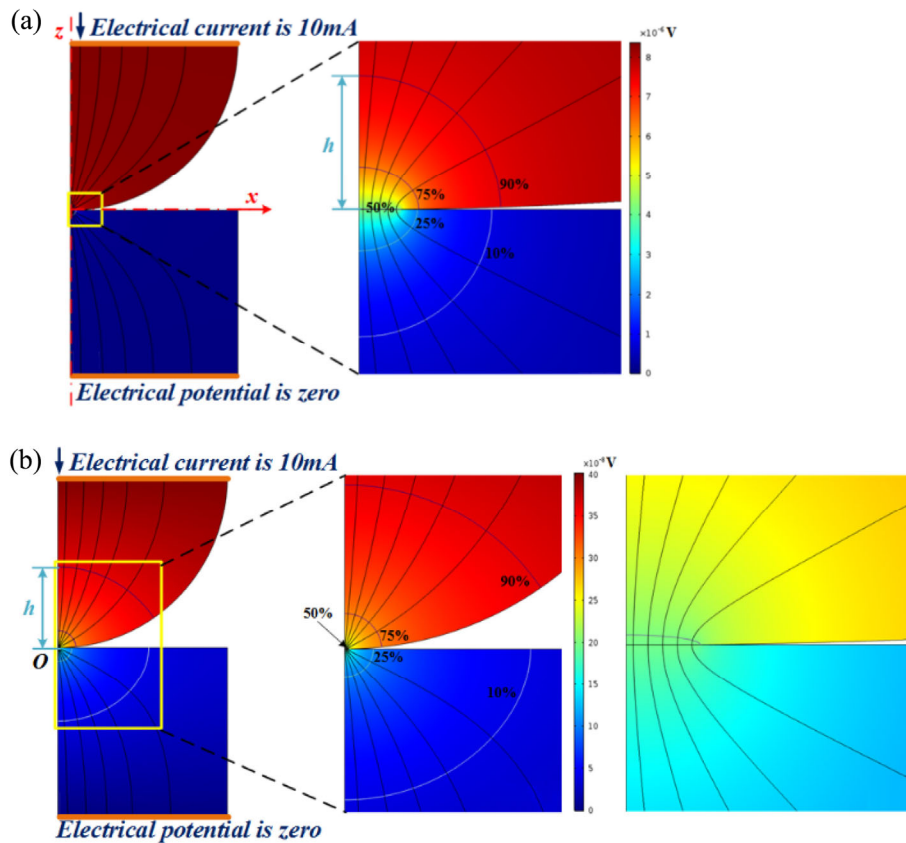 (a)
z
Electrical current is 10mA
×10⁻⁶ V
8
7
6
5
4
3
2
1
0
h
x
90%
75%
50%
25%
10%
Electrical potential is zero
(b)
Electrical current is 10mA
h
O
90%
50%
75%
25%
10%
40
35
30
25
20
15
10
5
0
Electrical potential is zero